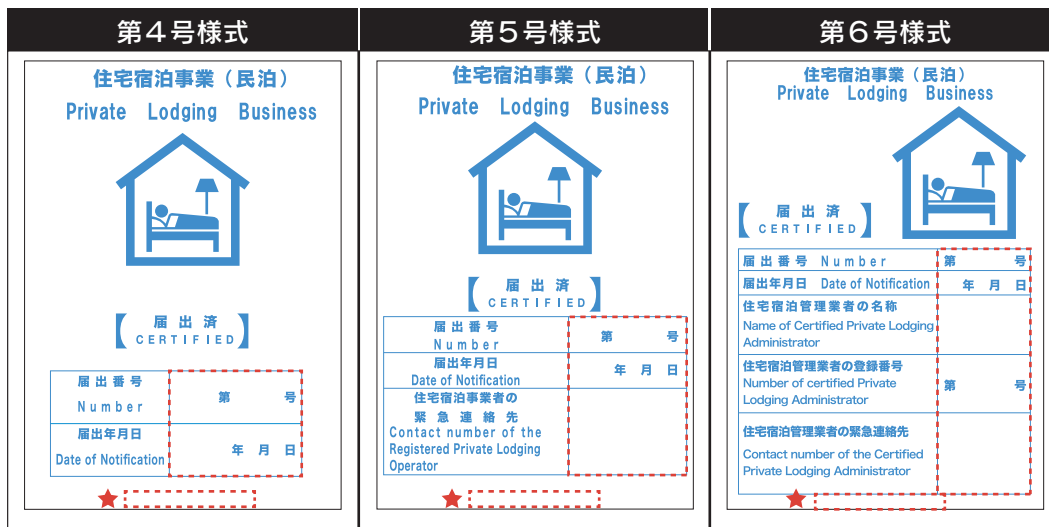 第4号様式
住宅宿泊事業（民泊）
Private Lodging Business
届出済
CERTIFIED
届出番号
Number
第 号
届出年月日
Date of Notification
年 月 日
第5号様式
住宅宿泊事業（民泊）
Private Lodging Business
届出済
CERTIFIED
届出番号
Number
第 号
届出年月日
Date of Notification
年 月 日
住宅宿泊事業者の
緊急連絡先
Contact number of the
Registered Private Lodging
Operator
第6号様式
住宅宿泊事業（民泊）
Private Lodging Business
届出済
CERTIFIED
届出番号 Number
第 号
届出年月日 Date of Notification
年 月 日
住宅宿泊管理業者の名称
Name of Certified Private Lodging
Administrator
住宅宿泊管理業者の登録番号
Number of certified Private
Lodging Administrator
第 号
住宅宿泊管理業者の緊急連絡先
Contact number of the Certified
Private Lodging Administrator